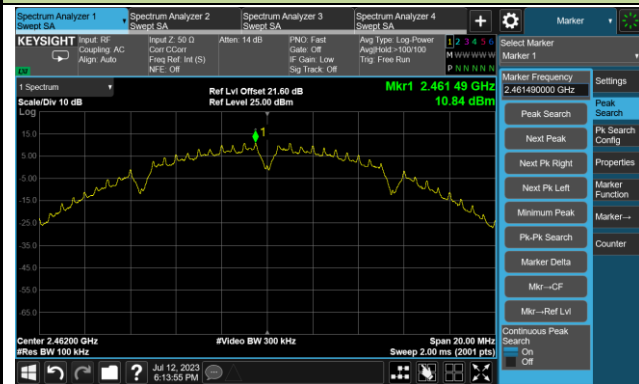 Spectrum Analyzer 1
Swept SA
Spectrum Analyzer 2
Swept SA
Spectrum Analyzer 3
Swept SA
Spectrum Analyzer 4
Swept SA
+
Marker
KEYSIGHT
Input: RF
Coupling: AC
Align: Auto
Input Z: 50 Ω
Corr CCorr
Freq Ref: Int (S)
NFE: Off
Atten: 14 dB
PNO: Fast
Gate: Off
IF Gain: Low
Sig Track: Off
Avg Type: Log-Power
Avg|Hold:>100/100
Trig: Free Run
1 2 3 4 5 6
M W W W W W
P N N N N N
LXI
Select Marker
Marker 1
1 Spectrum
Scale/Div 10 dB
Log
Ref Lvl Offset 21.60 dB
Ref Level 25.00 dBm
Mkr1 2.461 49 GHz
10.84 dBm
1
15.0
5.00
-5.00
-15.0
-25.0
-35.0
-45.0
-55.0
-65.0
Center 2.46200 GHz
#Res BW 100 kHz
#Video BW 300 kHz
Span 20.00 MHz
Sweep 2.00 ms (2001 pts)
Marker Frequency
2.461490000 GHz
Peak Search
Next Peak
Next Pk Right
Next Pk Left
Minimum Peak
Pk-Pk Search
Marker Delta
Mkr→CF
Mkr→Ref Lvl
Continuous Peak
Search
On
Off
Settings
Peak
Search
Pk Search
Config
Properties
Marker
Function
Marker→
Counter
?
Jul 12, 2023
6:13:55 PM